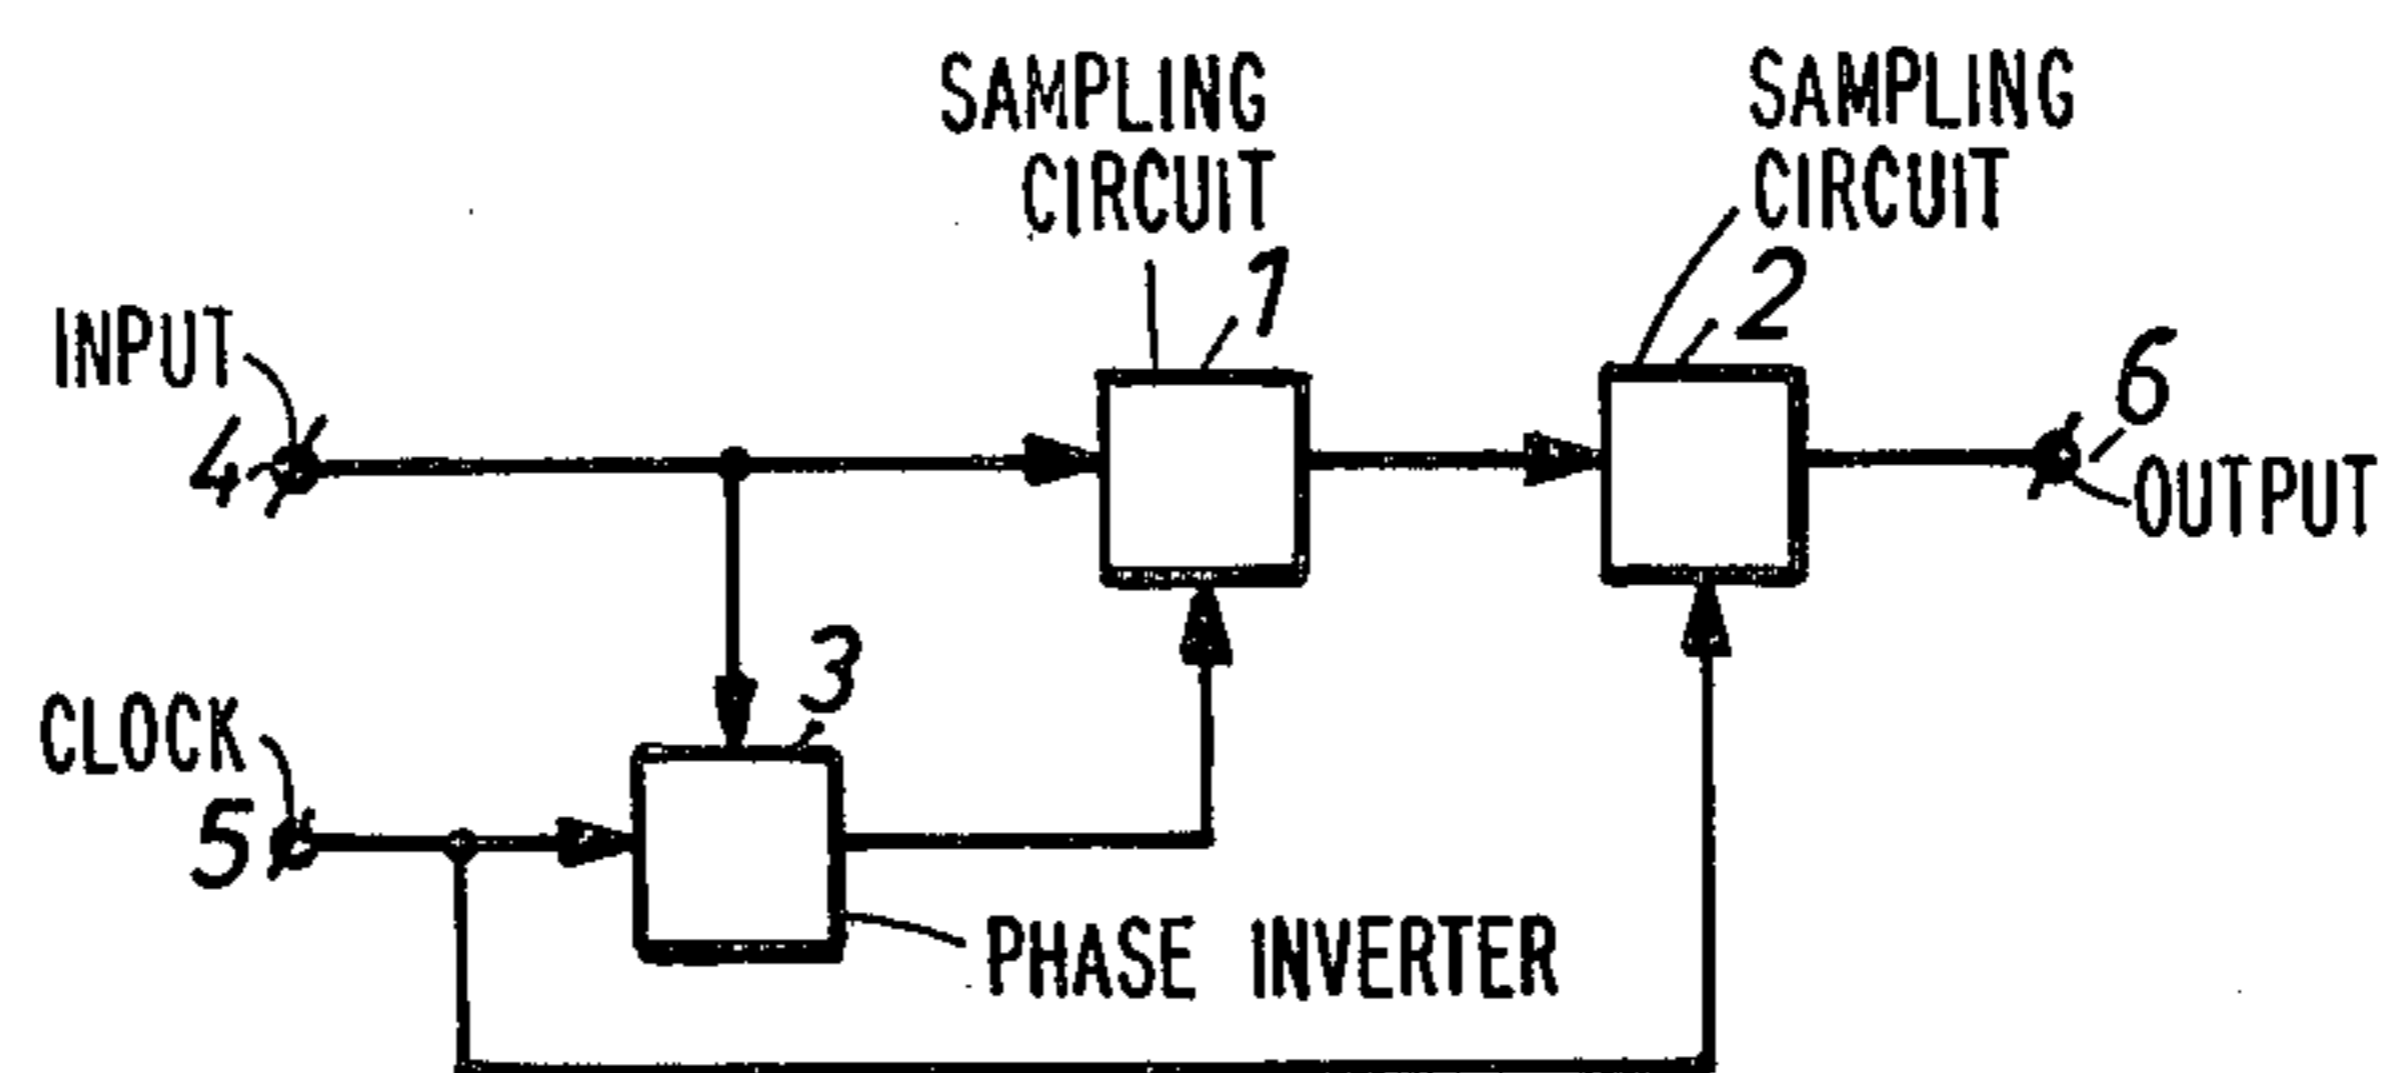 SAMPLING
CIRCUIT
1
SAMPLING
CIRCUIT
2
INPUT
4
6
OUTPUT
3
CLOCK
5
PHASE INVERTER